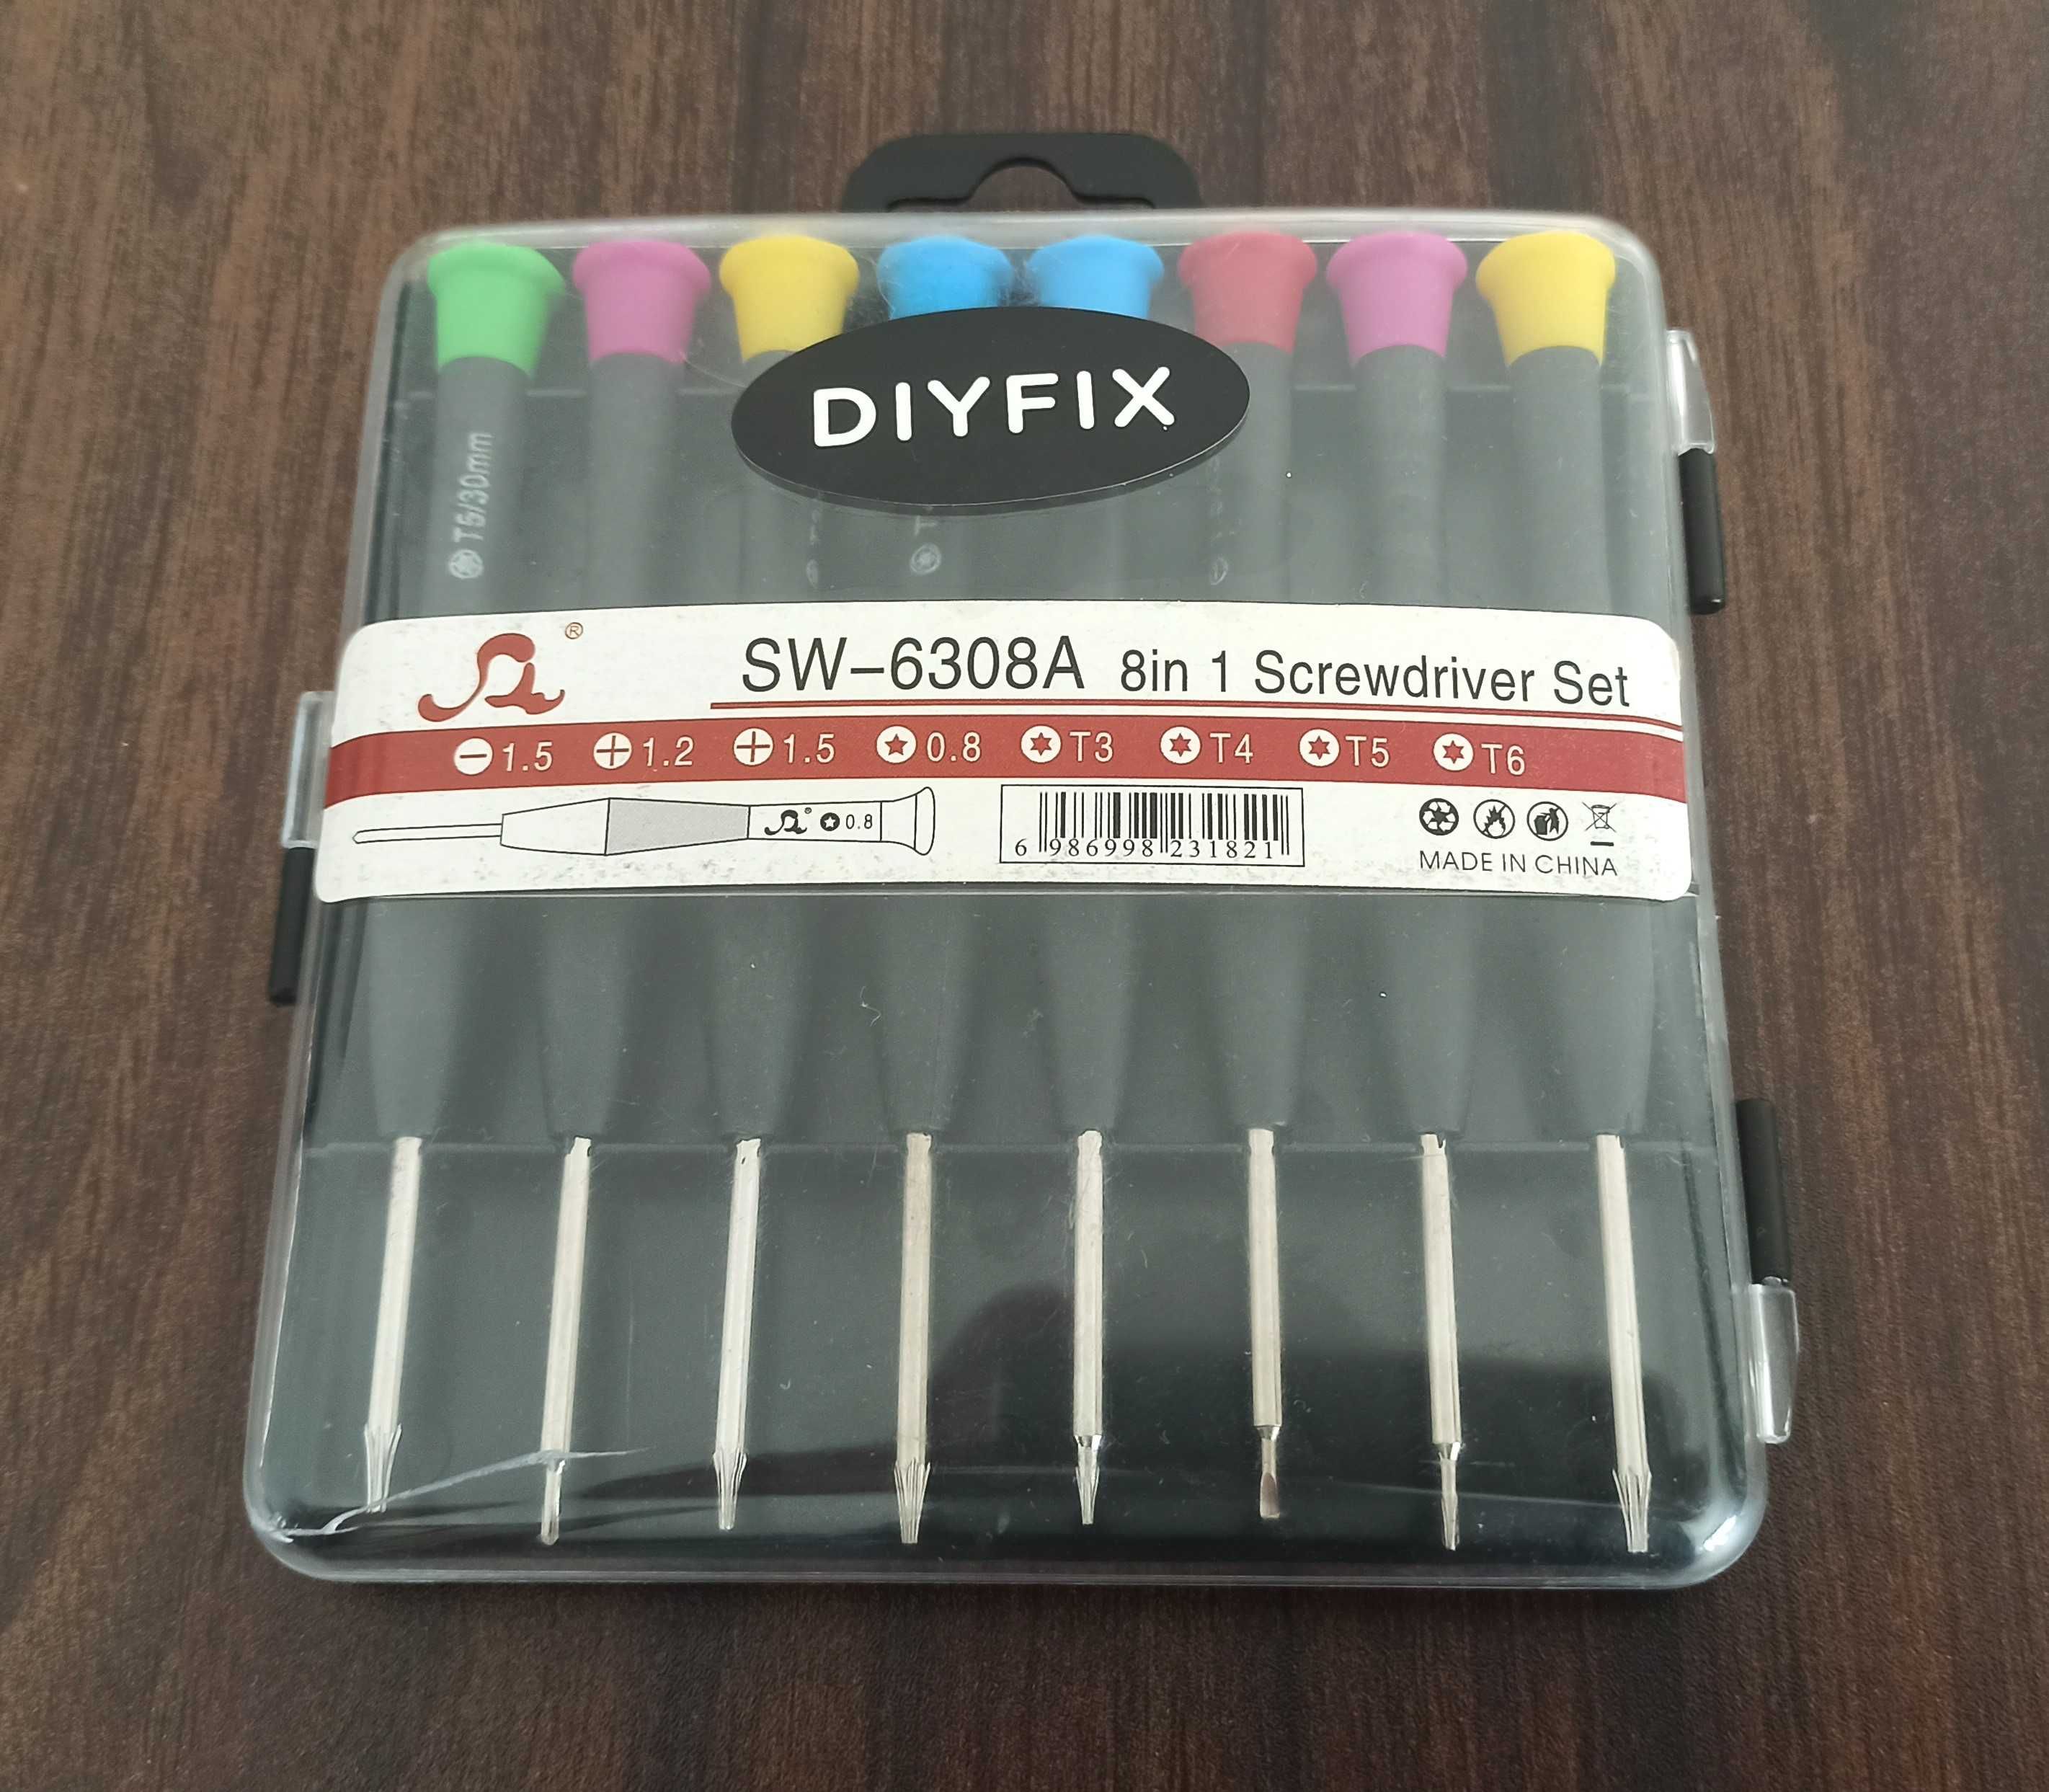 DIYFIX
T5/30mm
®
SW-6308A 8in 1 Screwdriver Set
1.5 1.2 1.5 0.8 T3 T4 T5 T6
0.8
6 986998 231821
MADE IN CHINA